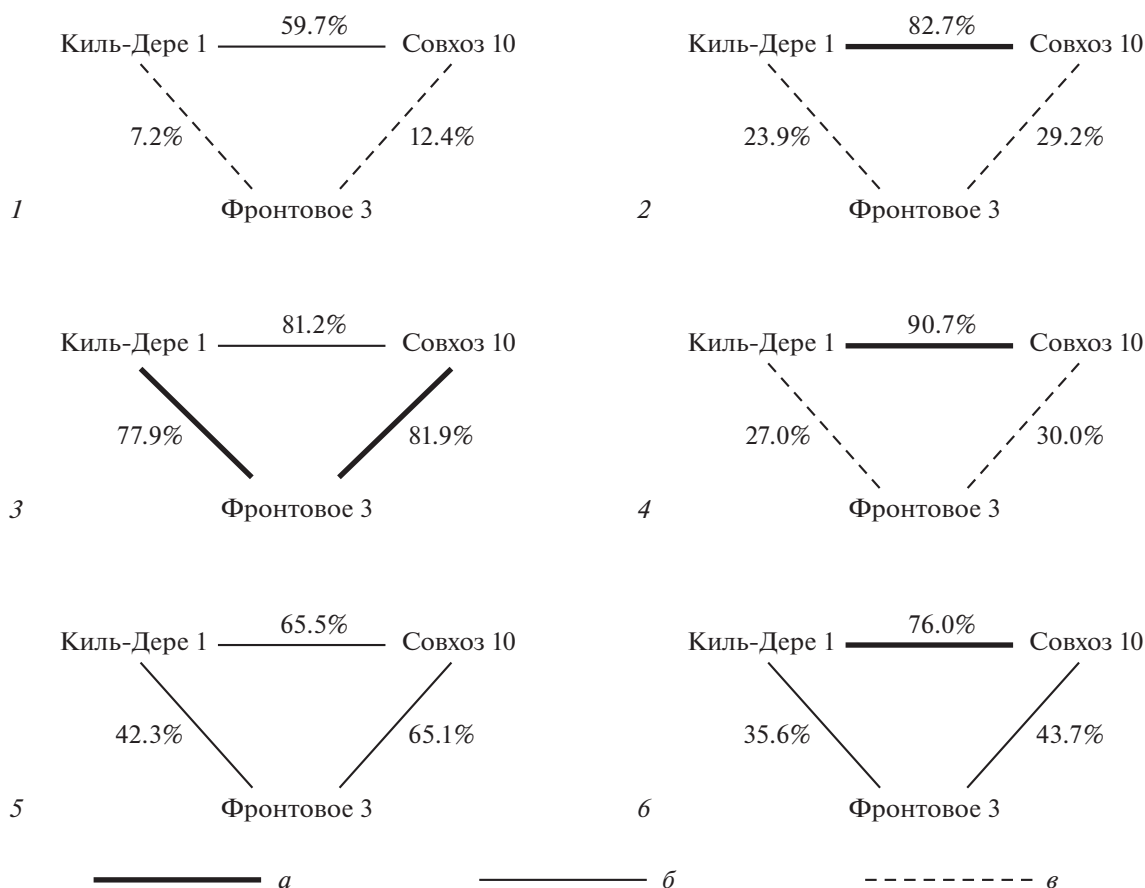 59.7%
Киль-Дере 1 Совхоз 10
7.2% 12.4%
1 Фронтовое 3
82.7%
Киль-Дере 1 Совхоз 10
23.9% 29.2%
2 Фронтовое 3
81.2%
Киль-Дере 1 Совхоз 10
77.9% 81.9%
3 Фронтовое 3
90.7%
Киль-Дере 1 Совхоз 10
27.0% 30.0%
4 Фронтовое 3
65.5%
Киль-Дере 1 Совхоз 10
42.3% 65.1%
5 Фронтовое 3
76.0%
Киль-Дере 1 Совхоз 10
35.6% 43.7%
6 Фронтовое 3
а б в